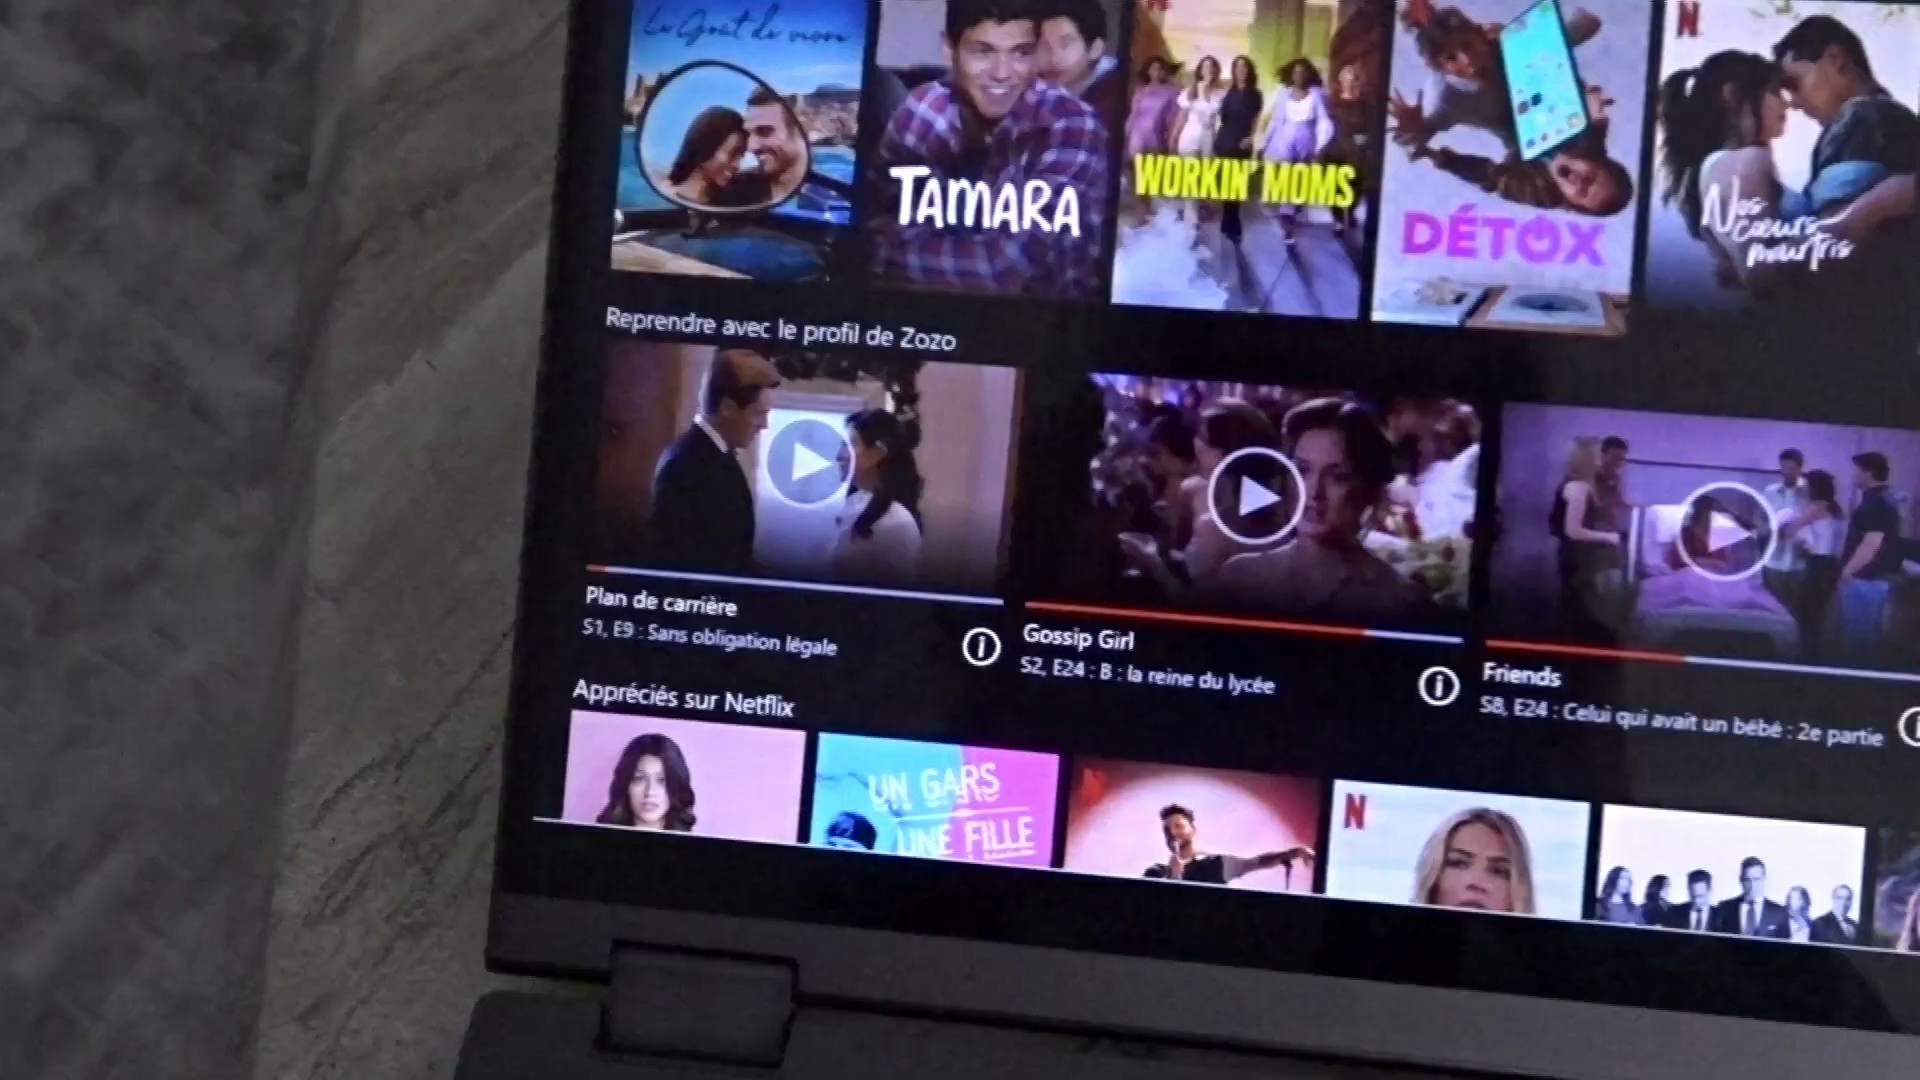 Le Goût de vivre
TAMARA
WORKIN' MOMS
DÉTOX
N
Nos
cœurs
meurtris
Reprendre avec le profil de Zozo
Plan de carrière
S1, E9 : Sans obligation légale
Gossip Girl
S2, E24 : B : la reine du lycée
Friends
S8, E24 : Celui qui avait un bébé : 2e partie
Appréciés sur Netflix
UN GARS
UNE FILLE
N